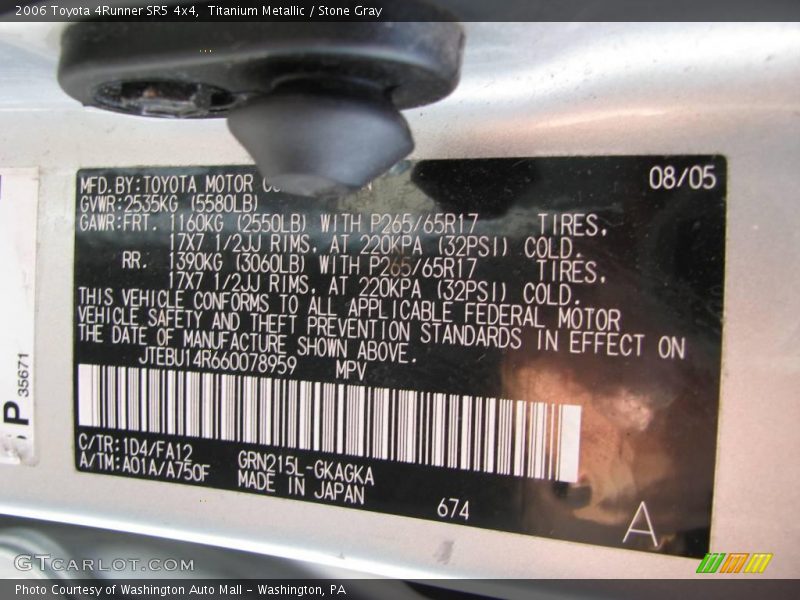 2006 Toyota 4Runner SR5 4x4, Titanium Metallic / Stone Gray
08/05
MFD.BY:TOYOTA MOTOR
GVWR:2535KG (5580LB)
GAWR:FRT. 1160KG (2550LB) WITH P265/65R17 TIRES,
17X7 1/2JJ RIMS, AT 220KPA (32PSI) COLD.
RR. 1390KG (3060LB) WITH P265/65R17 TIRES,
17X7 1/2JJ RIMS, AT 220KPA (32PSI) COLD.
THIS VEHICLE CONFORMS TO ALL APPLICABLE FEDERAL MOTOR
VEHICLE SAFETY AND THEFT PREVENTION STANDARDS IN EFFECT ON
THE DATE OF MANUFACTURE SHOWN ABOVE.
JTEBU14R660078959 MPV
C/TR:1D4/FA12
A/TM:A01A/A750F
GRN215L-GKAGKA
MADE IN JAPAN
674
A
P
35671
GTCARLOT.COM
Photo Courtesy of Washington Auto Mall - Washington, PA